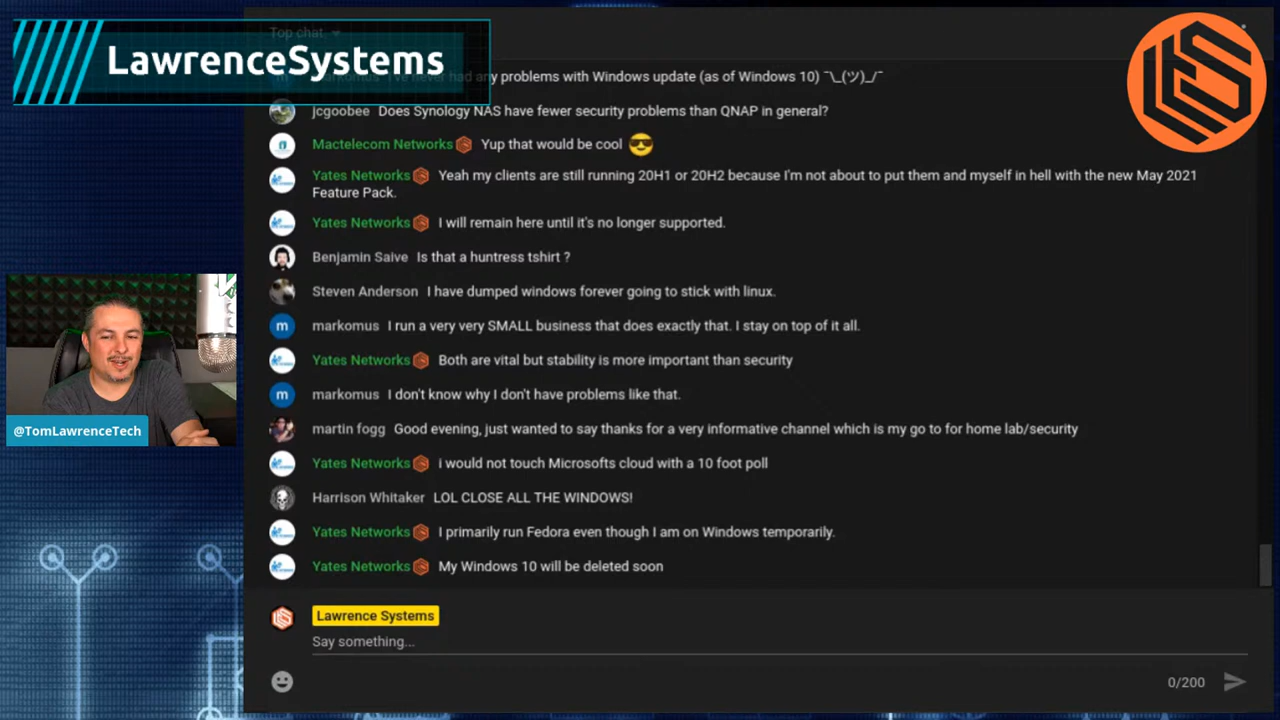 LawrenceSystems
Top chat
I've never had any problems with Windows update (as of Windows 10) ¯\_(ツ)_/¯
jcgoobee Does Synology NAS have fewer security problems than QNAP in general?
Mactelecom Networks Yup that would be cool 😎
Yates Networks Yeah my clients are still running 20H1 or 20H2 because I'm not about to put them and myself in hell with the new May 2021
Feature Pack.
Yates Networks I will remain here until it's no longer supported.
Benjamin Saive Is that a huntress tshirt ?
Steven Anderson I have dumped windows forever going to stick with linux.
m markomus I run a very very SMALL business that does exactly that. I stay on top of it all.
Yates Networks Both are vital but stability is more important than security
m markomus I don't know why I don't have problems like that.
martin fogg Good evening, just wanted to say thanks for a very informative channel which is my go to for home lab/security
Yates Networks i would not touch Microsofts cloud with a 10 foot poll
Harrison Whitaker LOL CLOSE ALL THE WINDOWS!
Yates Networks I primarily run Fedora even though I am on Windows temporarily.
Yates Networks My Windows 10 will be deleted soon
@TomLawrenceTech
Lawrence Systems
Say something...
0/200